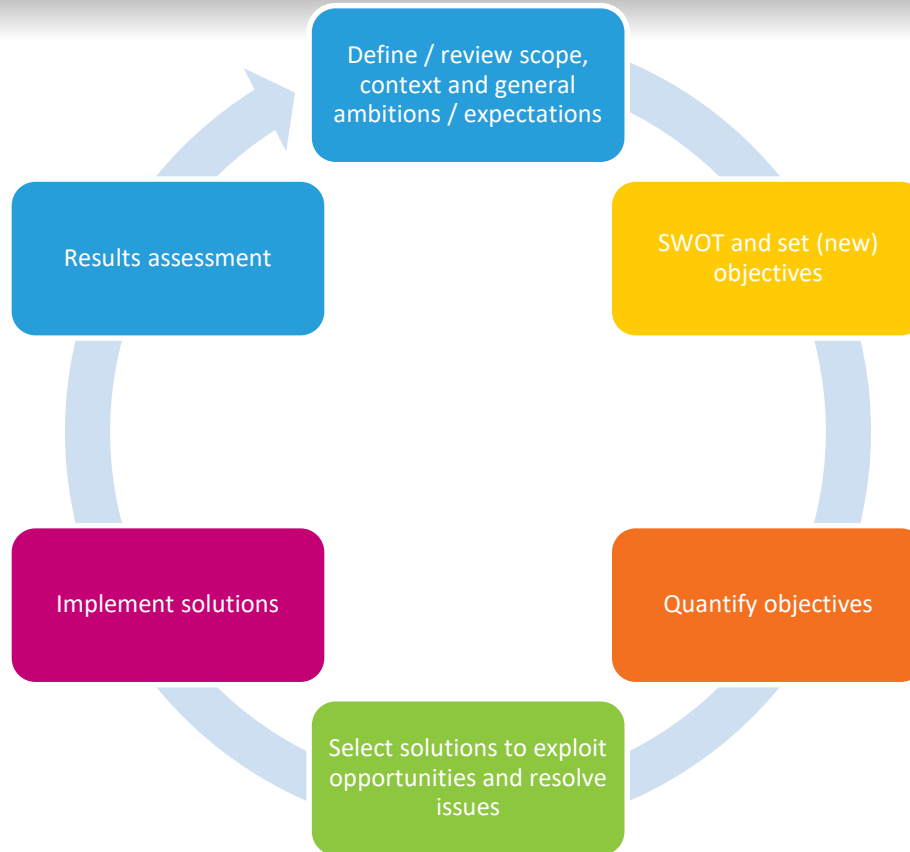 Define / review scope,
context and general
ambitions / expectations
SWOT and set (new)
objectives
Quantify objectives
Select solutions to exploit
opportunities and resolve
issues
Implement solutions
Results assessment